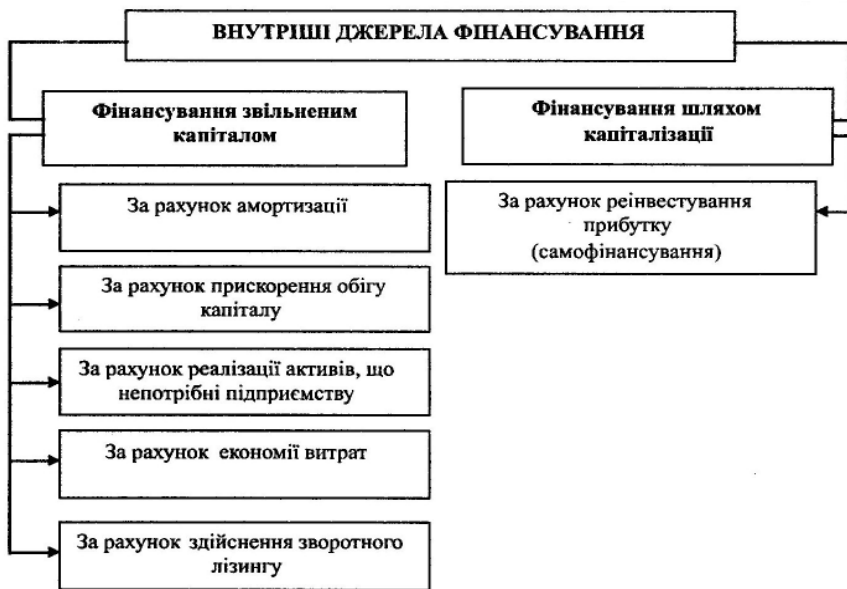 ВНУТРІШІ ДЖЕРЕЛА ФІНАНСУВАННЯ
Фінансування звільненим
капіталом
Фінансування шляхом
капіталізації
За рахунок амортизації
За рахунок реінвестування
прибутку
(самофінансування)
За рахунок прискорення обігу
капіталу
За рахунок реалізації активів, що
непотрібні підприємству
За рахунок економії витрат
За рахунок здійснення зворотного
лізингу